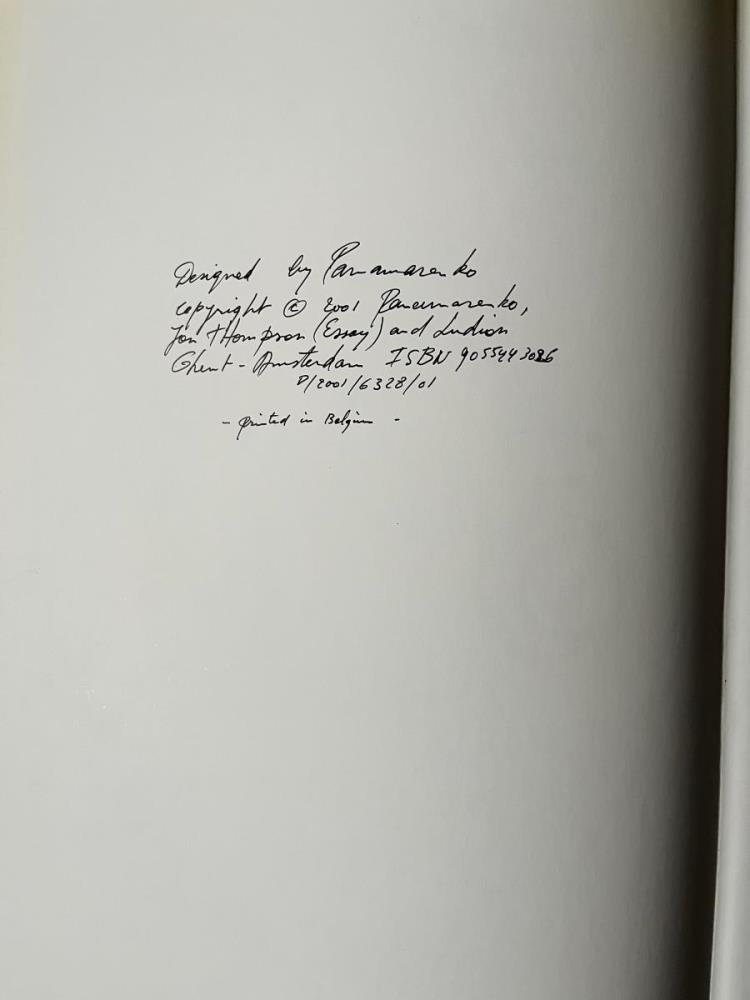 Designed by Panamarenko
copyright © 2001 Panamarenko,
Jon Thompson (Essay) and Ludion
Ghent - Amsterdam ISBN 9055443086
D/2001/6328/01
- printed in Belgium -